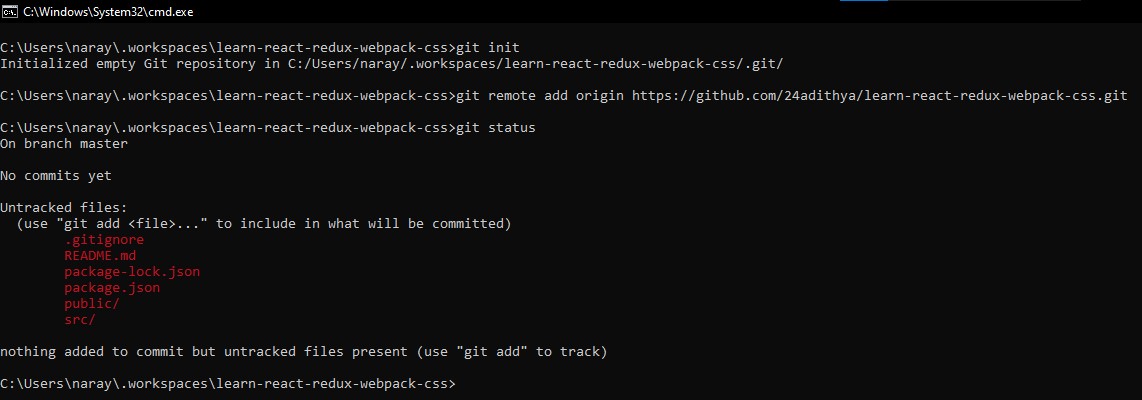 C:\Windows\System32\cmd.exe
C:\Users\naray\.workspaces\learn-react-redux-webpack-css>git init
Initialized empty Git repository in C:/Users/naray/.workspaces/learn-react-redux-webpack-css/.git/
C:\Users\naray\.workspaces\learn-react-redux-webpack-css>git remote add origin https://github.com/24adithya/learn-react-redux-webpack-css.git
C:\Users\naray\.workspaces\learn-react-redux-webpack-css>git status
On branch master
No commits yet
Untracked files:
  (use "git add <file>..." to include in what will be committed)
        .gitignore
        README.md
        package-lock.json
        package.json
        public/
        src/
nothing added to commit but untracked files present (use "git add" to track)
C:\Users\naray\.workspaces\learn-react-redux-webpack-css>